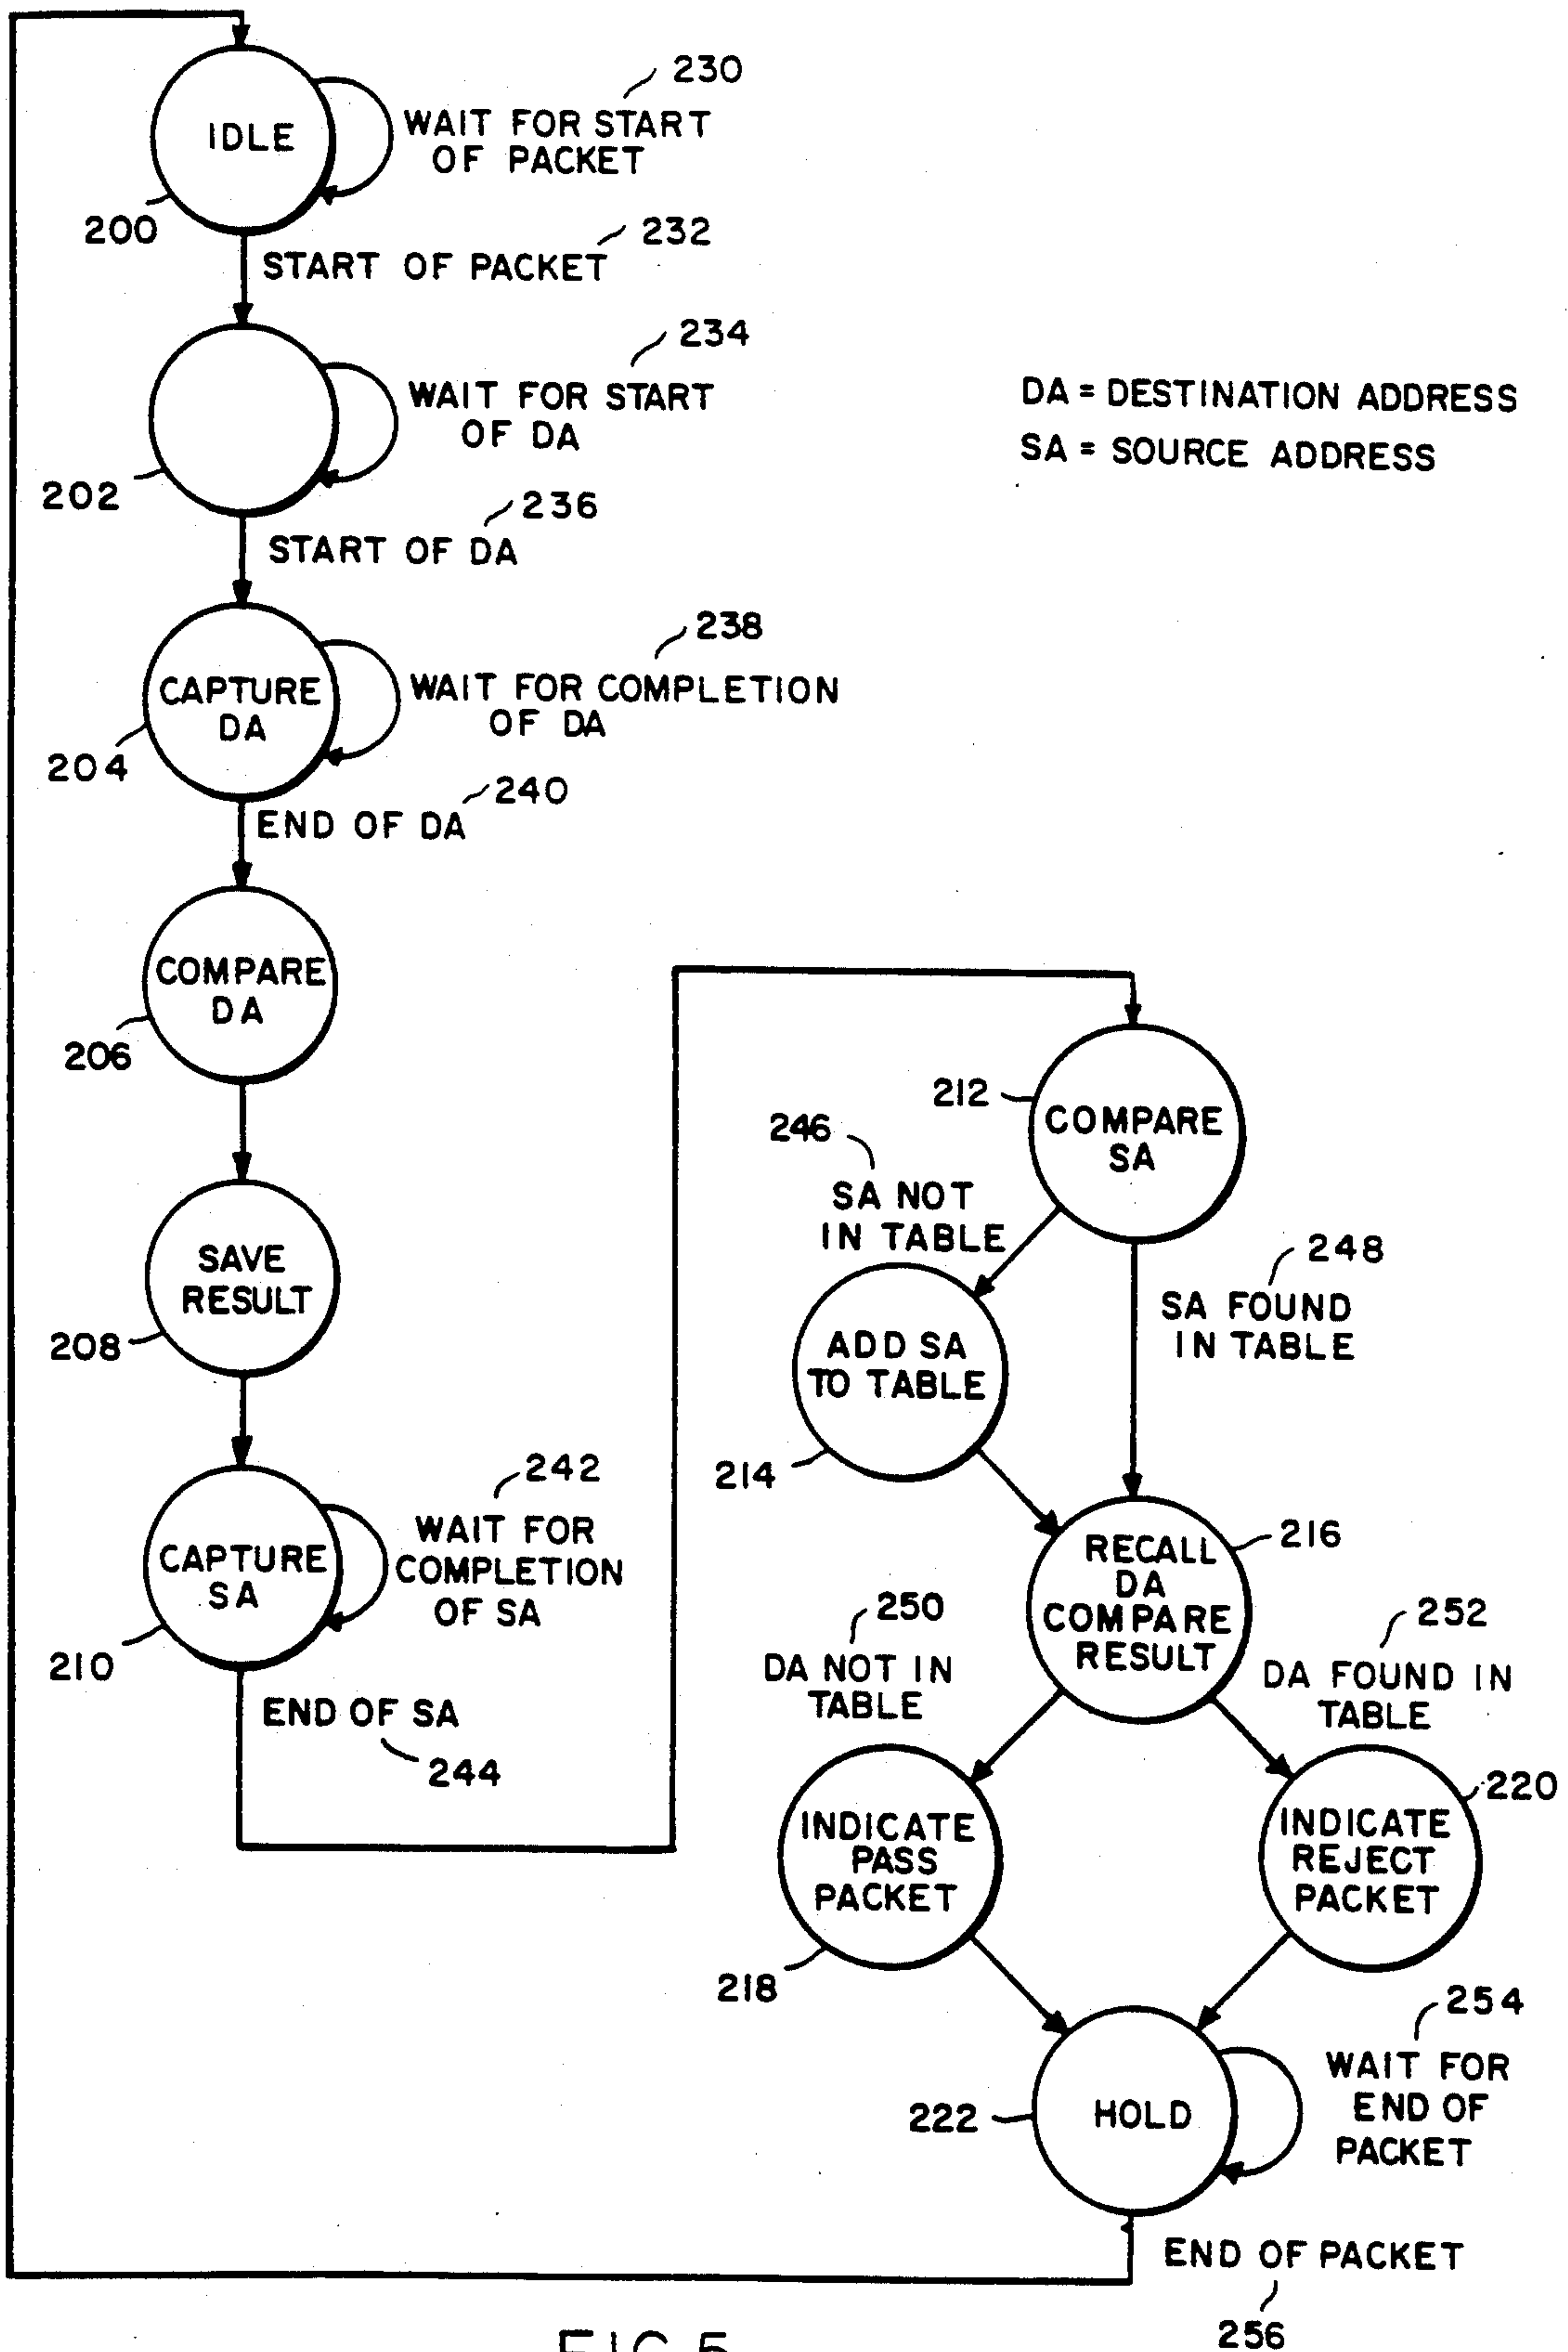 230
WAIT FOR START
OF PACKET
IDLE
200
232
START OF PACKET
234
WAIT FOR START
OF DA
202
DA = DESTINATION ADDRESS
SA = SOURCE ADDRESS
236
START OF DA
238
WAIT FOR COMPLETION
OF DA
CAPTURE
DA
204
240
END OF DA
COMPARE
DA
206
SAVE
RESULT
208
242
WAIT FOR
COMPLETION
OF SA
CAPTURE
SA
210
END OF SA
244
212
COMPARE
SA
246
SA NOT
IN TABLE
248
SA FOUND
IN TABLE
ADD SA
TO TABLE
214
216
RECALL
DA
COMPARE
RESULT
250
DA NOT IN
TABLE
252
DA FOUND IN
TABLE
INDICATE
PASS
PACKET
218
220
INDICATE
REJECT
PACKET
254
WAIT FOR
END OF
PACKET
222
HOLD
END OF PACKET
256
FIG. 5